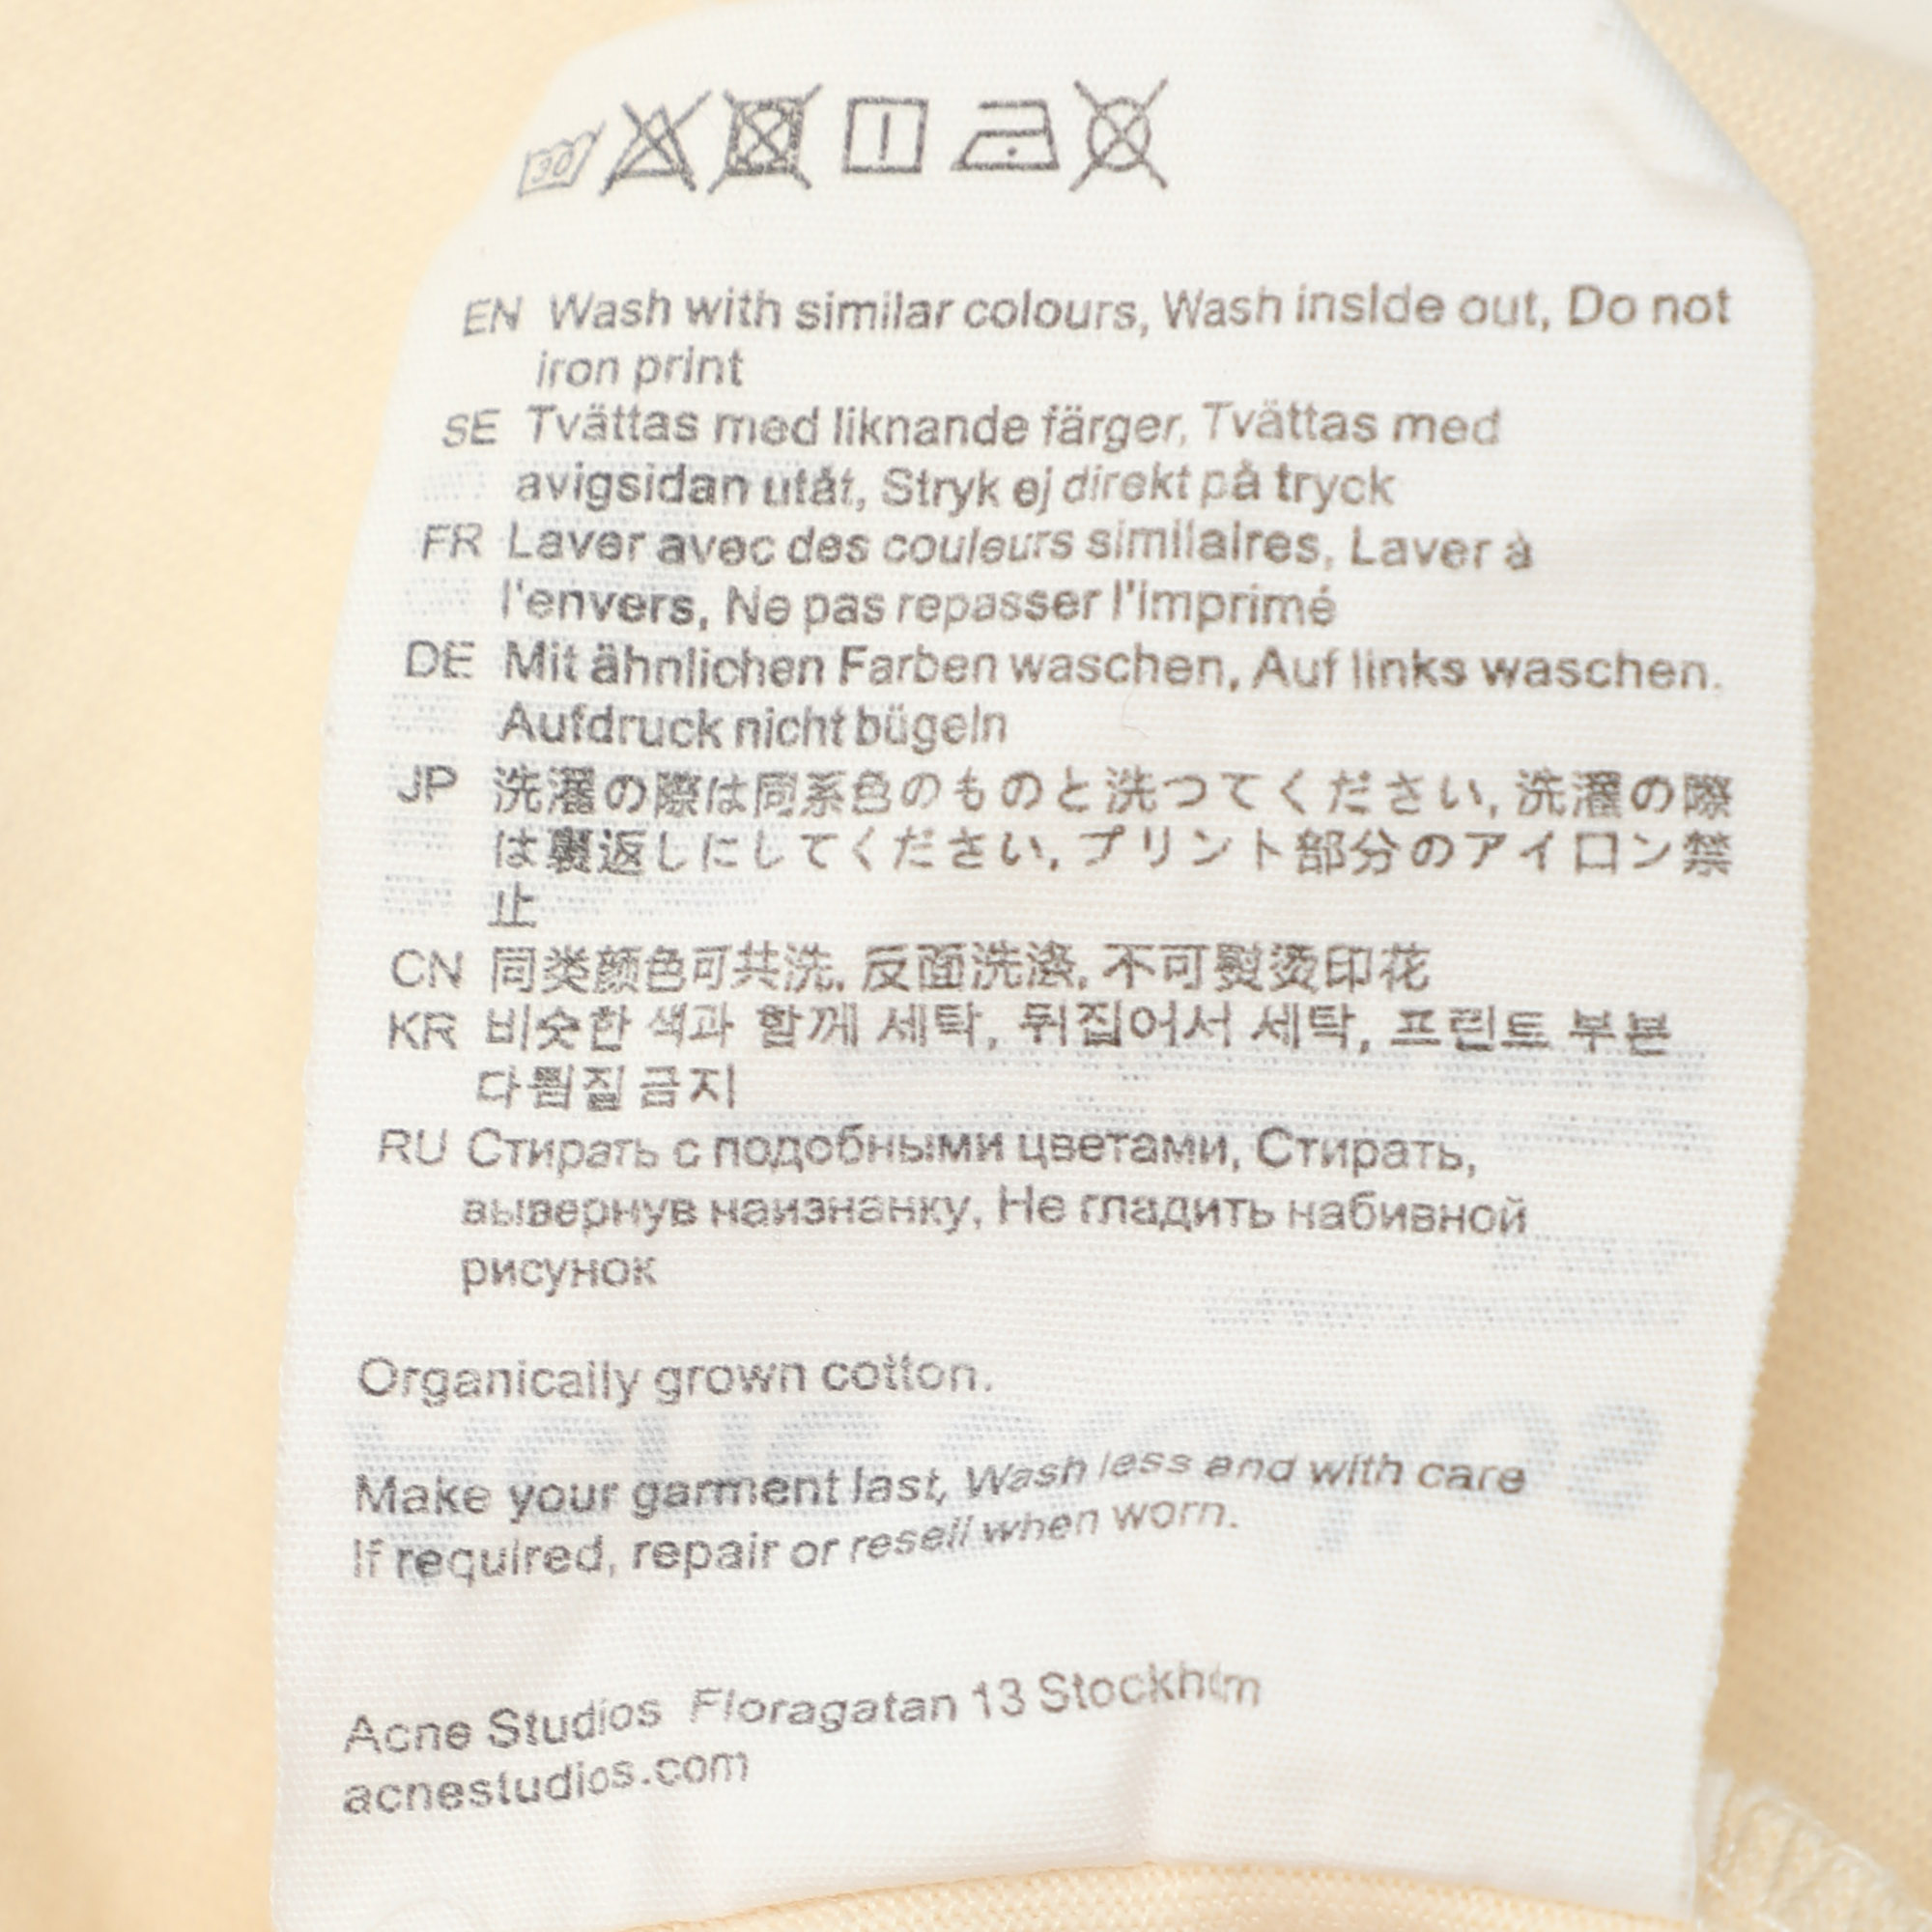 30
EN Wash with similar colours, Wash inside out, Do not
iron print
SE Tvättas med liknande färger, Tvättas med
avigsidan utåt, Stryk ej direkt på tryck
FR Laver avec des couleurs similaires, Laver à
l'envers, Ne pas repasser l'imprimé
DE Mit ähnlichen Farben waschen, Auf links waschen.
Aufdruck nicht bügeln
JP 洗濯の際は同系色のものと洗つてください, 洗濯の際
は裏返しにしてください, プリント部分のアイロン禁
止
CN 同类颜色可共洗, 反面洗涤, 不可熨烫印花
KR 비슷한 색과 함께 세탁, 뒤집어서 세탁, 프린트 부분
다림질 금지
RU Стирать с подобными цветами, Стирать,
вывернув наизнанку, Не гладить набивной
рисунок
Organically grown cotton.
Make your garment last, Wash less and with care
If required, repair or resell when worn.
Acne Studios Floragatan 13 Stockholm
acnestudios.com